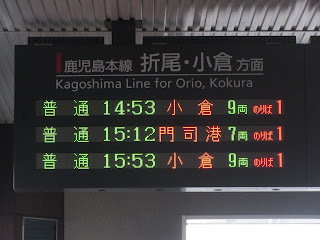 鹿児島本線 折尾・小倉 方面
Kagoshima Line for Orio, Kokura
普通 14:53 小倉 9両 のりば 1
普通 15:12 門司港 7両 のりば 1
普通 15:53 小倉 9両 のりば 1